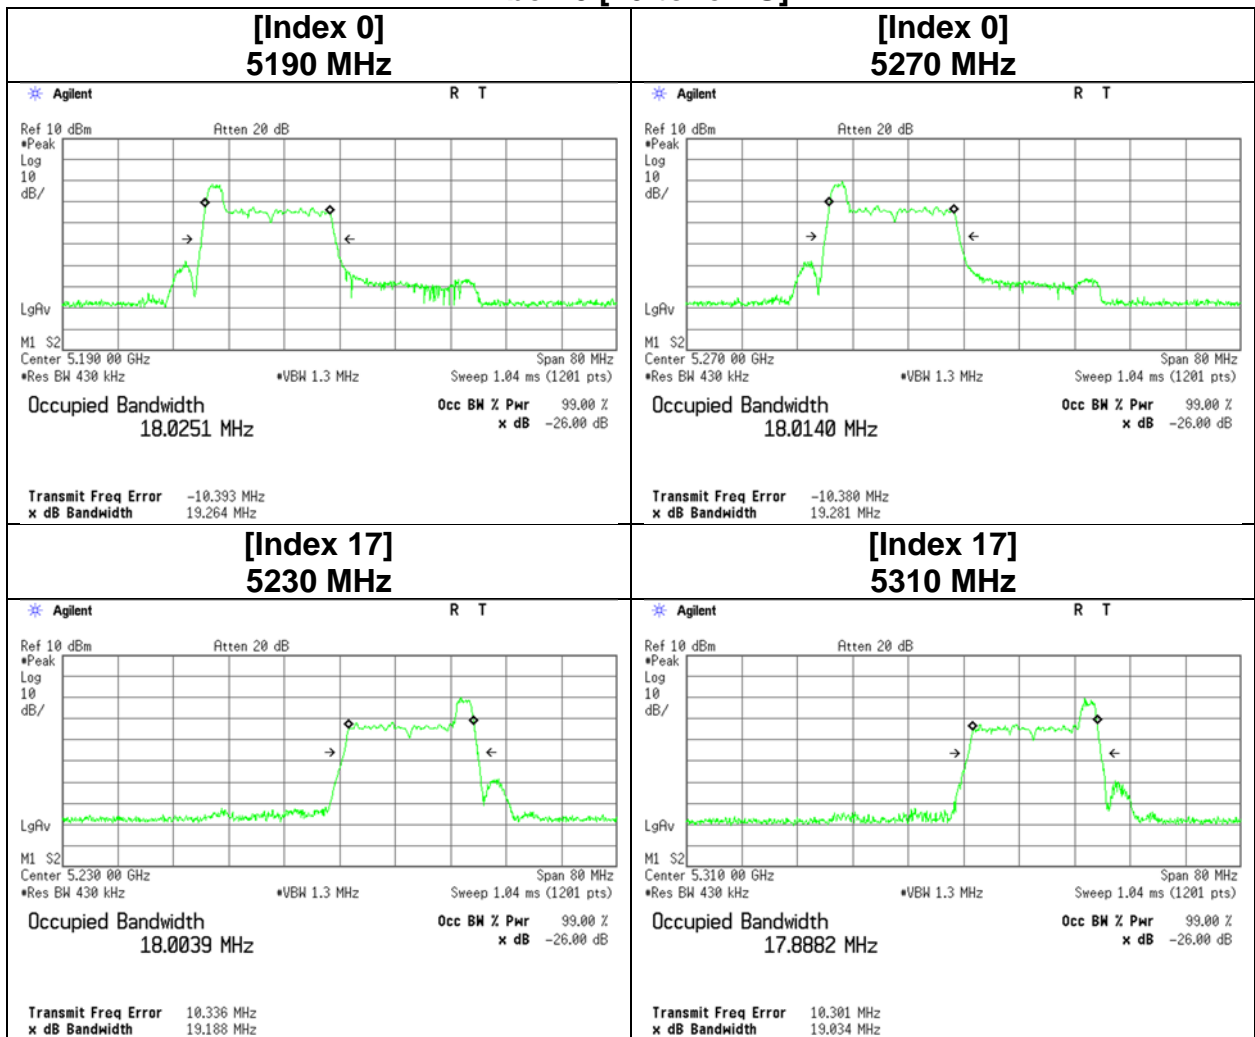 [Index 0]
5190 MHz
Agilent R T
Ref 10 dBm Atten 20 dB
*Peak
Log
10
dB/
LgAv
M1 S2
Center 5.190 00 GHz Span 80 MHz
*Res BW 430 kHz *VBW 1.3 MHz Sweep 1.04 ms (1201 pts)
Occupied Bandwidth Occ BW % Pwr 99.00 %
18.0251 MHz x dB -26.00 dB
Transmit Freq Error -10.393 MHz
x dB Bandwidth 19.264 MHz
[Index 0]
5270 MHz
Agilent R T
Ref 10 dBm Atten 20 dB
*Peak
Log
10
dB/
LgAv
M1 S2
Center 5.270 00 GHz Span 80 MHz
*Res BW 430 kHz *VBW 1.3 MHz Sweep 1.04 ms (1201 pts)
Occupied Bandwidth Occ BW % Pwr 99.00 %
18.0140 MHz x dB -26.00 dB
Transmit Freq Error -10.380 MHz
x dB Bandwidth 19.281 MHz
[Index 17]
5230 MHz
Agilent R T
Ref 10 dBm Atten 20 dB
*Peak
Log
10
dB/
LgAv
M1 S2
Center 5.230 00 GHz Span 80 MHz
*Res BW 430 kHz *VBW 1.3 MHz Sweep 1.04 ms (1201 pts)
Occupied Bandwidth Occ BW % Pwr 99.00 %
18.0039 MHz x dB -26.00 dB
Transmit Freq Error 10.336 MHz
x dB Bandwidth 19.188 MHz
[Index 17]
5310 MHz
Agilent R T
Ref 10 dBm Atten 20 dB
*Peak
Log
10
dB/
LgAv
M1 S2
Center 5.310 00 GHz Span 80 MHz
*Res BW 430 kHz *VBW 1.3 MHz Sweep 1.04 ms (1201 pts)
Occupied Bandwidth Occ BW % Pwr 99.00 %
17.8882 MHz x dB -26.00 dB
Transmit Freq Error 10.301 MHz
x dB Bandwidth 19.034 MHz